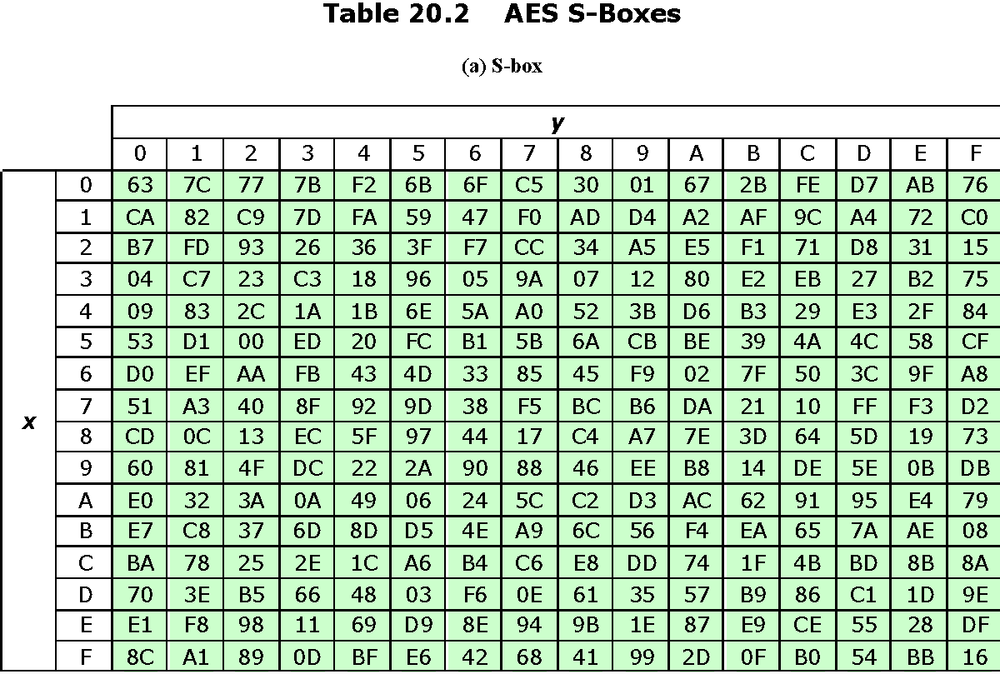 Table 20.2 AES S-Boxes
(a) S-box
y
0 1 2 3 4 5 6 7 8 9 A B C D E F
0 63 7C 77 7B F2 6B 6F C5 30 01 67 2B FE D7 AB 76
1 CA 82 C9 7D FA 59 47 F0 AD D4 A2 AF 9C A4 72 C0
2 B7 FD 93 26 36 3F F7 CC 34 A5 E5 F1 71 D8 31 15
3 04 C7 23 C3 18 96 05 9A 07 12 80 E2 EB 27 B2 75
4 09 83 2C 1A 1B 6E 5A A0 52 3B D6 B3 29 E3 2F 84
5 53 D1 00 ED 20 FC B1 5B 6A CB BE 39 4A 4C 58 CF
6 D0 EF AA FB 43 4D 33 85 45 F9 02 7F 50 3C 9F A8
7 51 A3 40 8F 92 9D 38 F5 BC B6 DA 21 10 FF F3 D2
x
8 CD 0C 13 EC 5F 97 44 17 C4 A7 7E 3D 64 5D 19 73
9 60 81 4F DC 22 2A 90 88 46 EE B8 14 DE 5E 0B DB
A E0 32 3A 0A 49 06 24 5C C2 D3 AC 62 91 95 E4 79
B E7 C8 37 6D 8D D5 4E A9 6C 56 F4 EA 65 7A AE 08
C BA 78 25 2E 1C A6 B4 C6 E8 DD 74 1F 4B BD 8B 8A
D 70 3E B5 66 48 03 F6 0E 61 35 57 B9 86 C1 1D 9E
E E1 F8 98 11 69 D9 8E 94 9B 1E 87 E9 CE 55 28 DF
F 8C A1 89 0D BF E6 42 68 41 99 2D 0F B0 54 BB 16